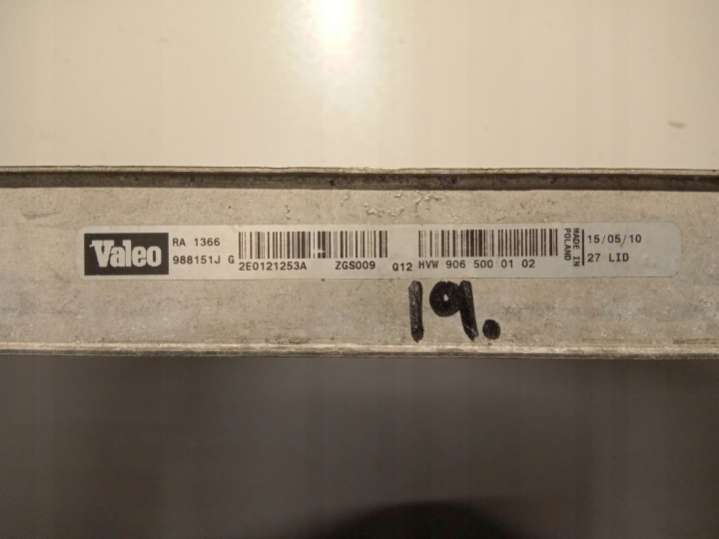 Valeo
RA 1366
988151J G
2E0121253A ZGS009
Q12 HVW 906 500 01 02
MADE IN
POLAND
15/05/10
27 LID
19.